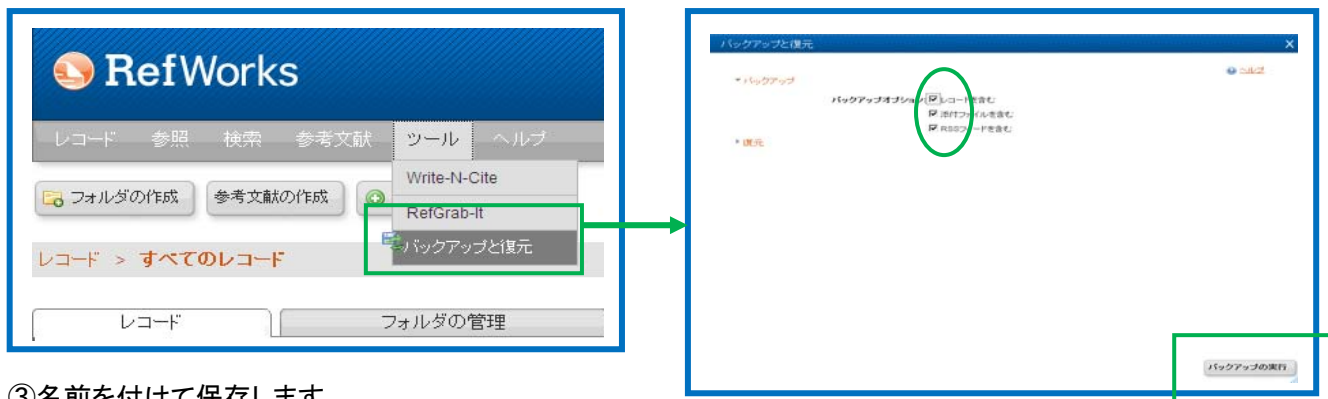 RefWorks
レコード 参照 検索 参考文献 ツール ヘルプ
Write-N-Cite
フォルダの作成 参考文献の作成
RefGrab-It
バックアップと復元
レコード > すべてのレコード
レコード フォルダの管理
バックアップと復元 X
ヘルプ
バックアップ
バックアップオプション レコードを含む
添付ファイルを含む
RSSフィードを含む
復元
バックアップの実行
③名前を付けて保存します